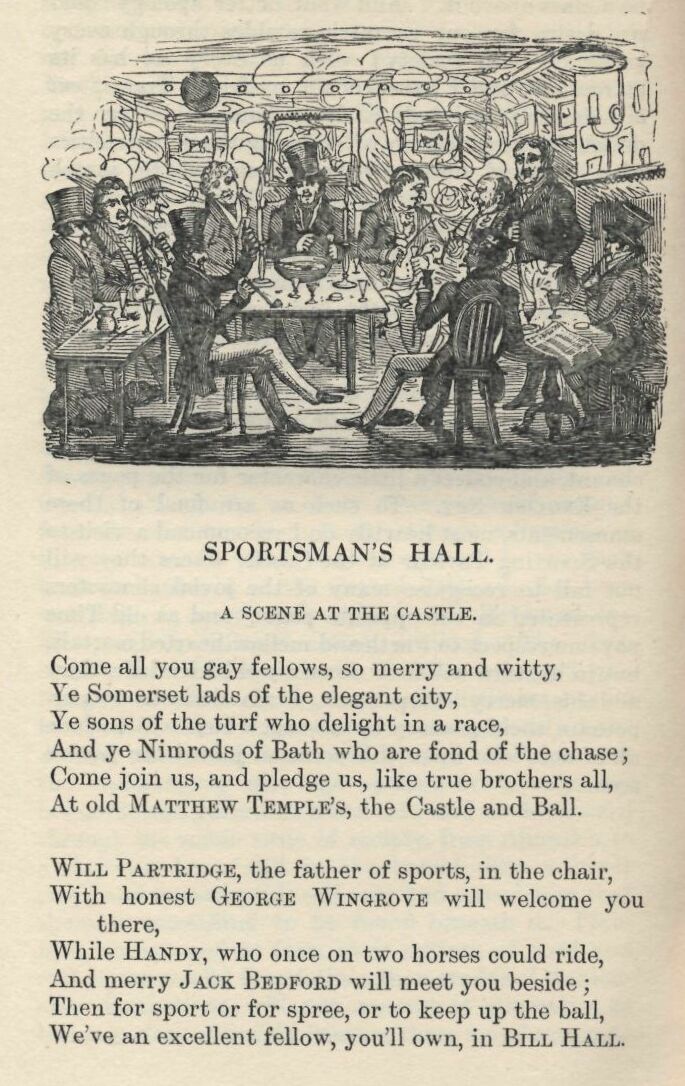 SPORTSMAN'S HALL.
A SCENE AT THE CASTLE.
Come all you gay fellows, so merry and witty,
Ye Somerset lads of the elegant city,
Ye sons of the turf who delight in a race,
And ye Nimrods of Bath who are fond of the chase;
Come join us, and pledge us, like true brothers all,
At old MATTHEW TEMPLE's, the Castle and Ball.
WILL PARTRIDGE, the father of sports, in the chair,
With honest GEORGE WINGROVE will welcome you
there,
While HANDY, who once on two horses could ride,
And merry JACK BEDFORD will meet you beside;
Then for sport or for spree, or to keep up the ball,
We've an excellent fellow, you'll own, in BILL HALL.